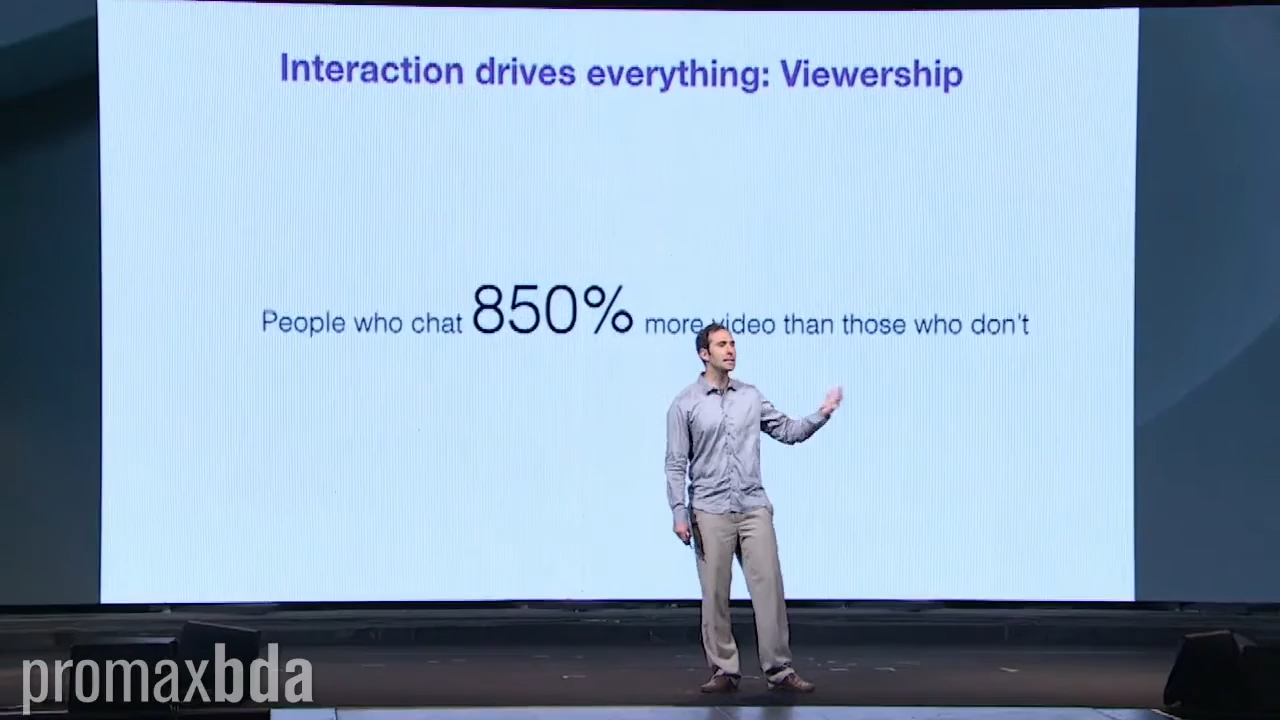 Interaction drives everything: Viewership
People who chat 850% more video than those who don't
promaxbda